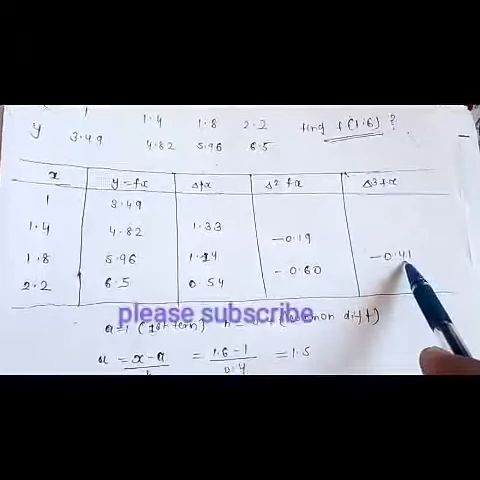 1 1.4 1.8 2.2 find f(1.6) ?
y 3.49 4.82 5.96 6.5
x y=fx Δfx Δ2 fx Δ3 fx
1 3.49
1.4 4.82 1.33
-0.19
1.8 5.96 1.14 -0.41
-0.60
2.2 6.5 0.54
please subscribe
a=1 (1st term) h = (common diff)
u = x-a / h = 1.6-1 / 0.4 = 1.5